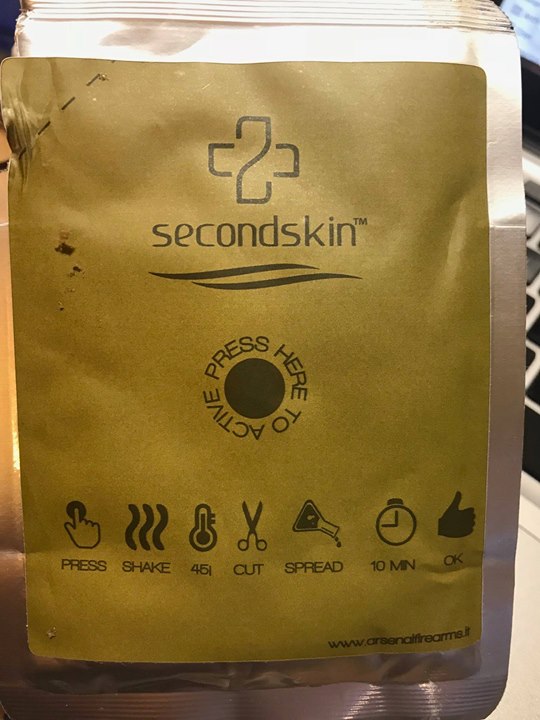 secondskin™
PRESS HERE TO ACTIVE
PRESS SHAKE 45¡ CUT SPREAD 10 MIN OK
www.arsenalfirearms.it